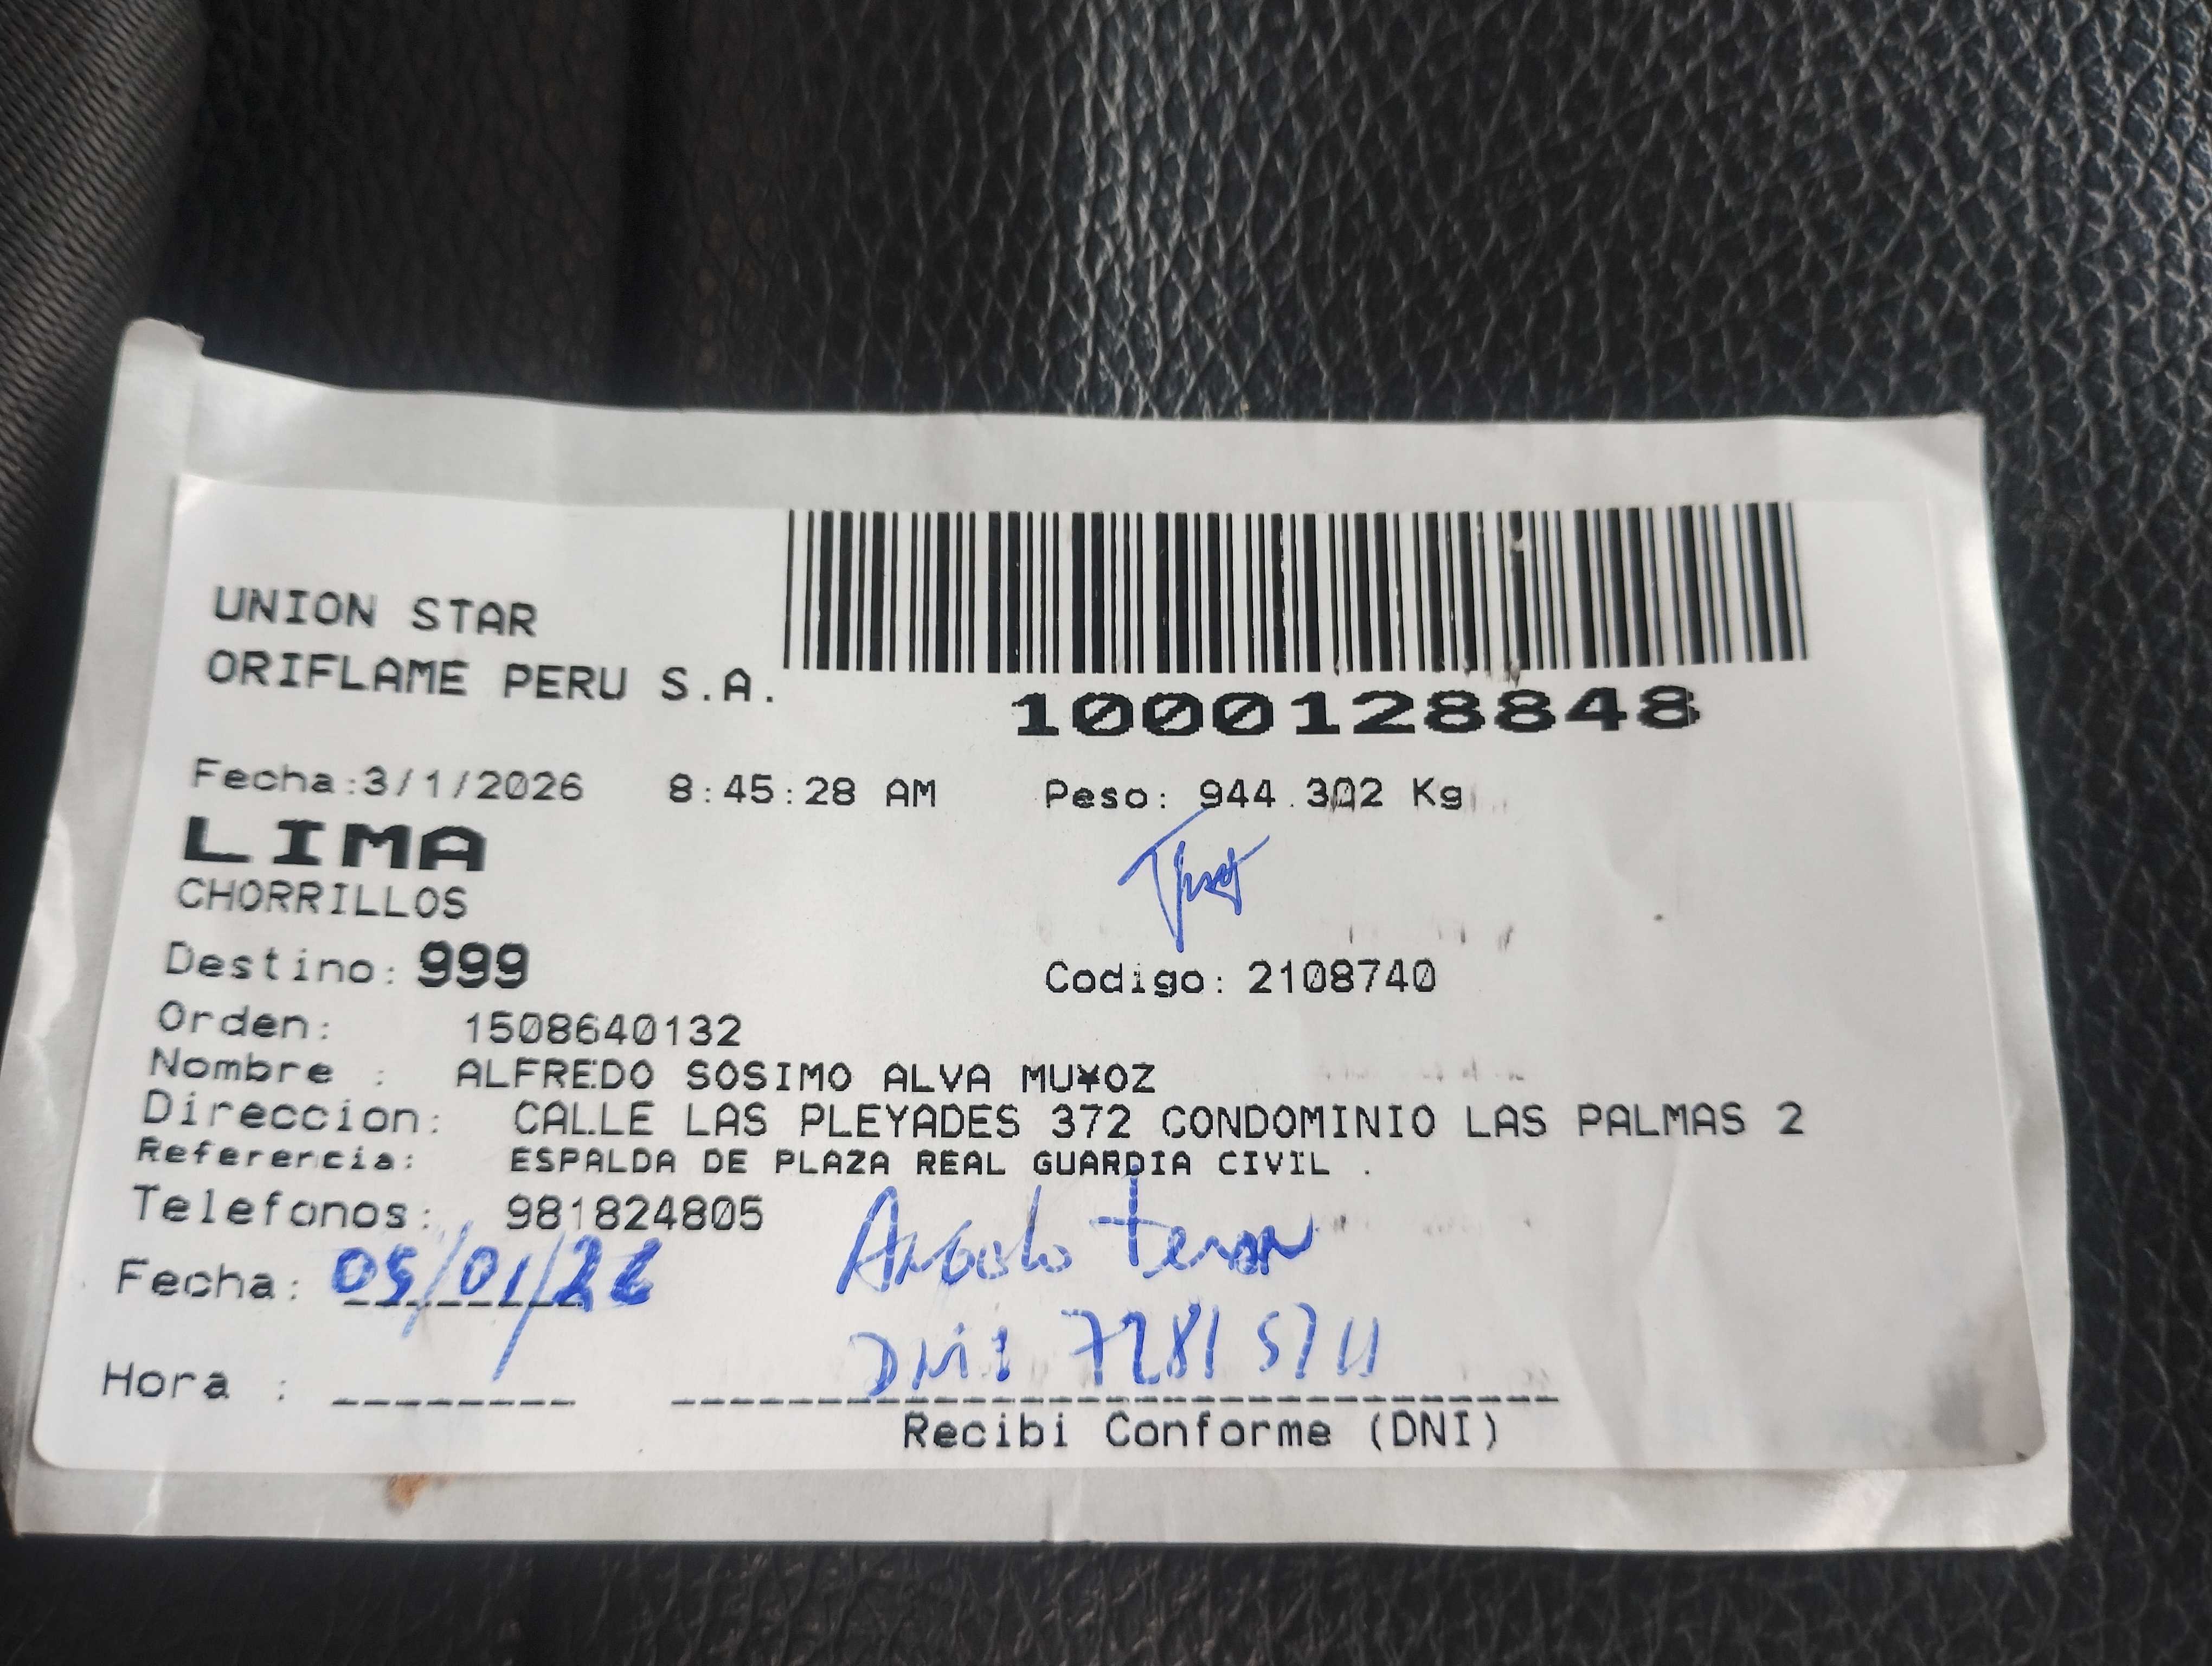 UNION STAR
ORIFLAME PERU S.A.
1000128848
Fecha:3/1/2026 8:45:28 AM Peso: 944.302 Kg
LIMA
CHORRILLOS
Destino: 999 Codigo: 2108740
Orden: 1508640132
Nombre : ALFREDO SOSIMO ALVA MU¥OZ
Direccion: CALLE LAS PLEYADES 372 CONDOMINIO LAS PALMAS 2
Referencia: ESPALDA DE PLAZA REAL GUARDIA CIVIL .
Telefonos: 981824805
teron
Fecha: 05/01/26
DNI: 72815711
Hora :
Recibi Conforme (DNI)